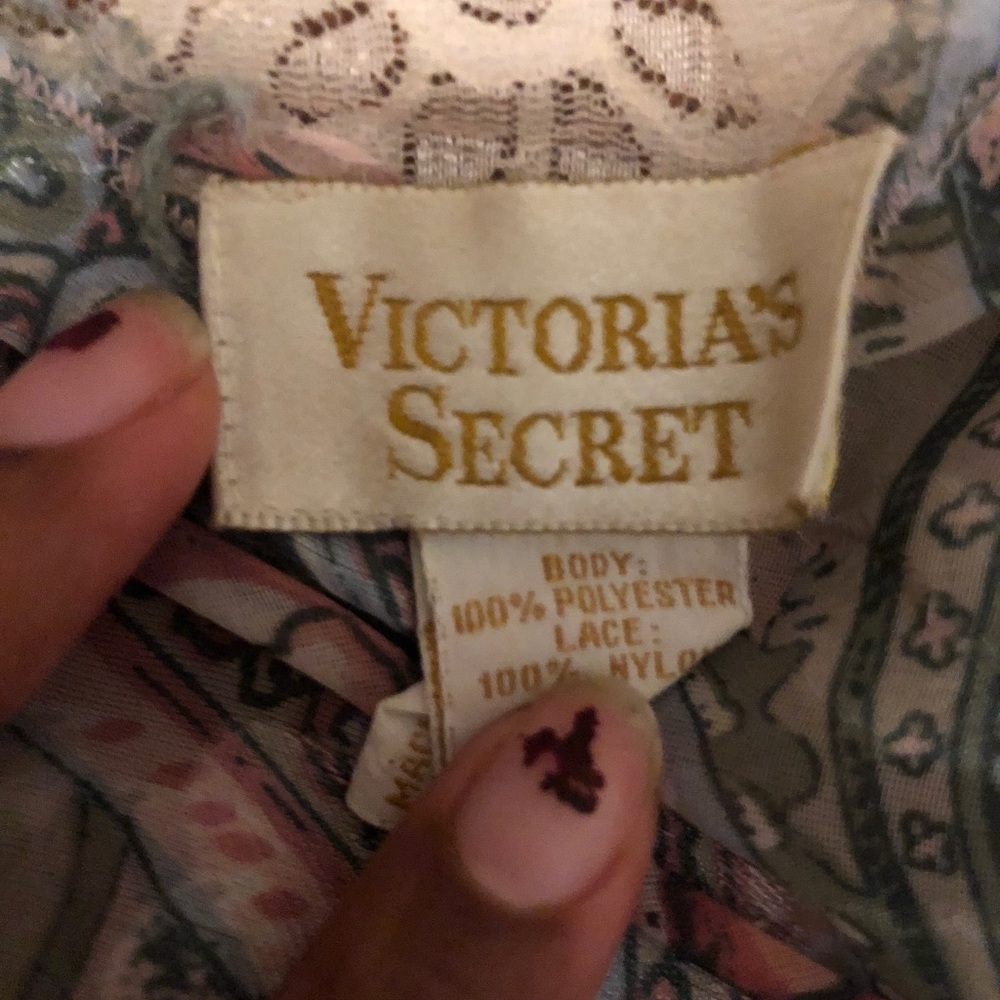 VICTORIA'S
SECRET
BODY:
100% POLYESTER
LACE:
100%